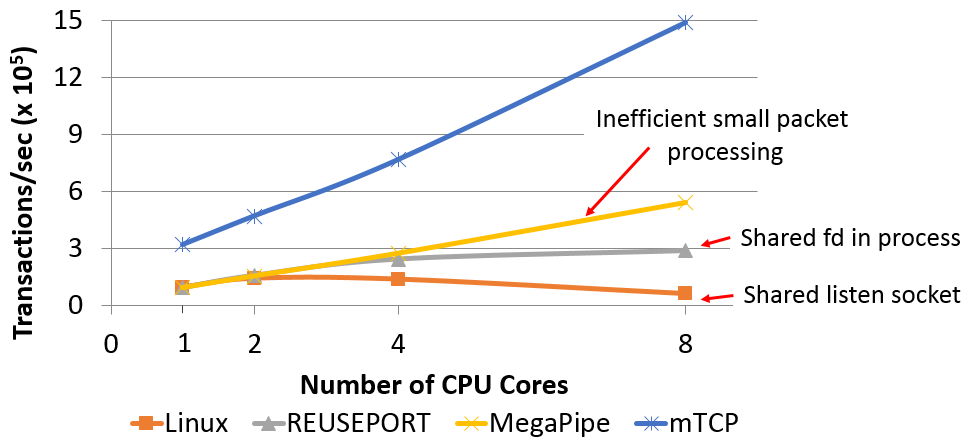 15
12
9
6
3
0
Transactions/sec (x 10⁵)
Inefficient small packet
processing
Shared fd in process
Shared listen socket
0 1 2 4 8
Number of CPU Cores
Linux REUSEPORT MegaPipe mTCP